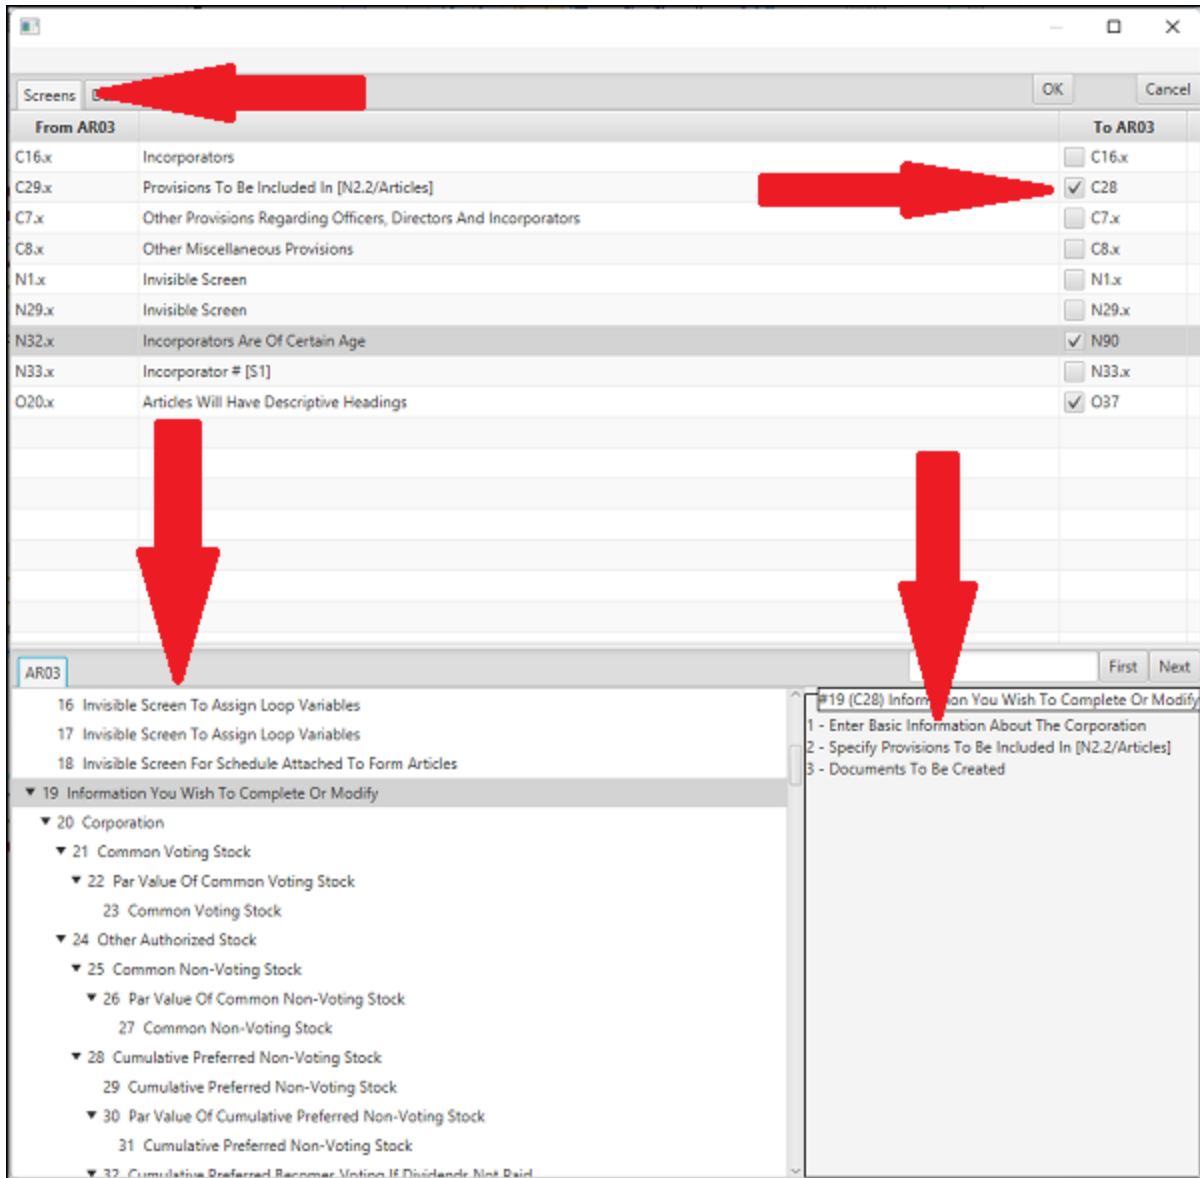 Screens
OK
Cancel
From AR03
To AR03
C16.x
Incorporators
C16.x
C29.x
Provisions To Be Included In [N2.2/Articles]
C28
C7.x
Other Provisions Regarding Officers, Directors And Incorporators
C7.x
C8.x
Other Miscellaneous Provisions
C8.x
N1.x
Invisible Screen
N1.x
N29.x
Invisible Screen
N29.x
N32.x
Incorporators Are Of Certain Age
N90
N33.x
Incorporator # [S1]
N33.x
O20.x
Articles Will Have Descriptive Headings
O37
AR03
First
Next
16 Invisible Screen To Assign Loop Variables
17 Invisible Screen To Assign Loop Variables
18 Invisible Screen For Schedule Attached To Form Articles
19 Information You Wish To Complete Or Modify
20 Corporation
21 Common Voting Stock
22 Par Value Of Common Voting Stock
23 Common Voting Stock
24 Other Authorized Stock
25 Common Non-Voting Stock
26 Par Value Of Common Non-Voting Stock
27 Common Non-Voting Stock
28 Cumulative Preferred Non-Voting Stock
29 Cumulative Preferred Non-Voting Stock
30 Par Value Of Cumulative Preferred Non-Voting Stock
31 Cumulative Preferred Non-Voting Stock
32 Cumulative Preferred Becomes Voting If Dividends Not Paid
#19 (C28) You Wish To Complete Or Modify
1 - Enter Basic Information About The Corporation
2 - Specify Provisions To Be Included In [N2.2/Articles]
3 - Documents To Be Created